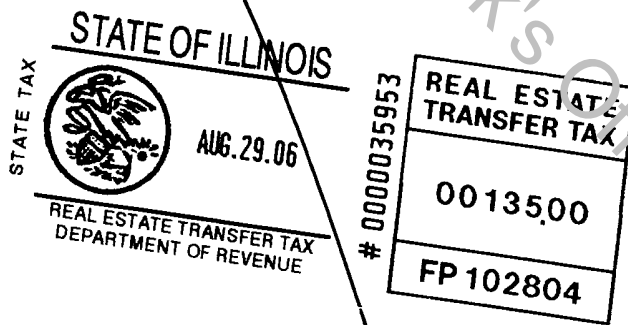 STATE OF ILLINOIS
STATE TAX
AUG.29.06
REAL ESTATE TRANSFER TAX
DEPARTMENT OF REVENUE
# 0000035953
REAL ESTATE
TRANSFER TAX
0013500
FP 102804